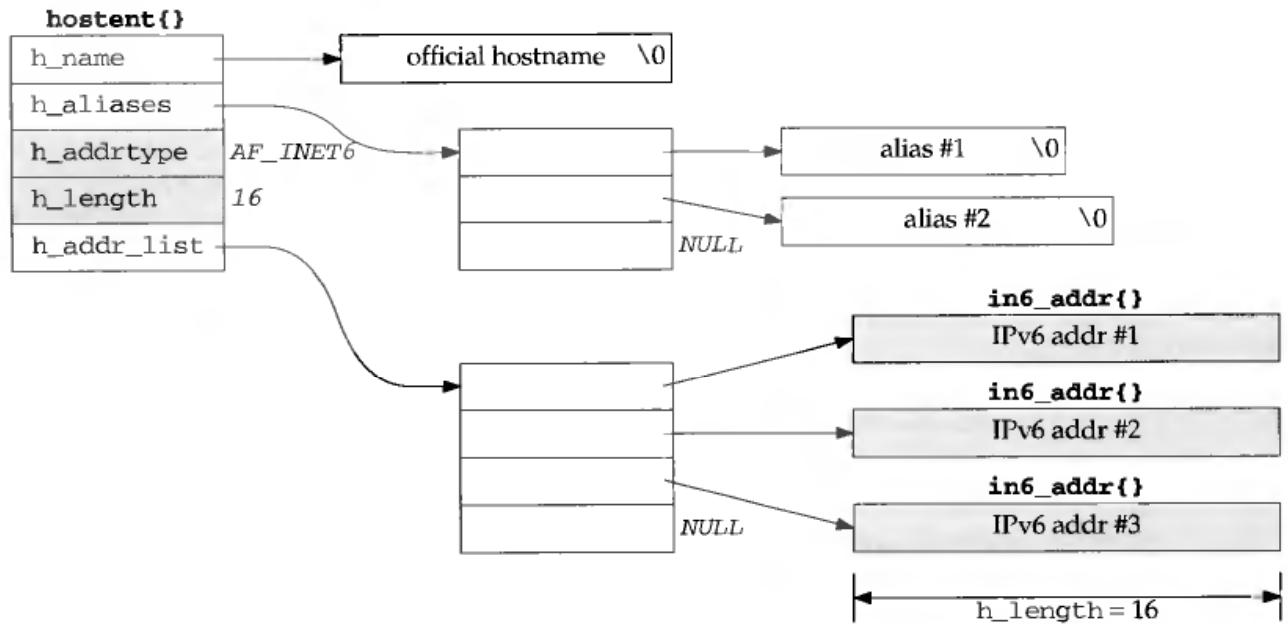 hostent{}
h_name
official hostname \0
h_aliases
h_addrtype AF_INET6
alias #1 \0
h_length 16
alias #2 \0
h_addr_list
NULL
in6_addr{}
IPv6 addr #1
in6_addr{}
IPv6 addr #2
in6_addr{}
IPv6 addr #3
NULL
h_length = 16